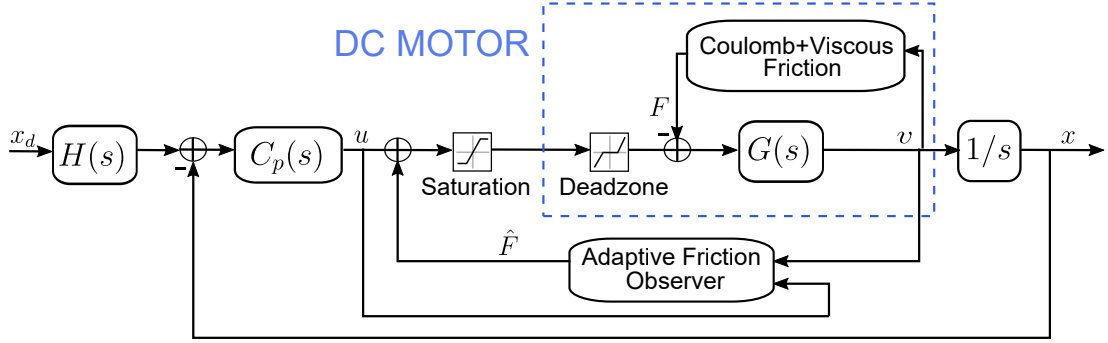 DC MOTOR
Coulomb+Viscous
Friction
F
-
x_d
H(s)
-
C_p(s)
u
Saturation
Deadzone
G(s)
v
1/s
x
F̂
Adaptive Friction
Observer